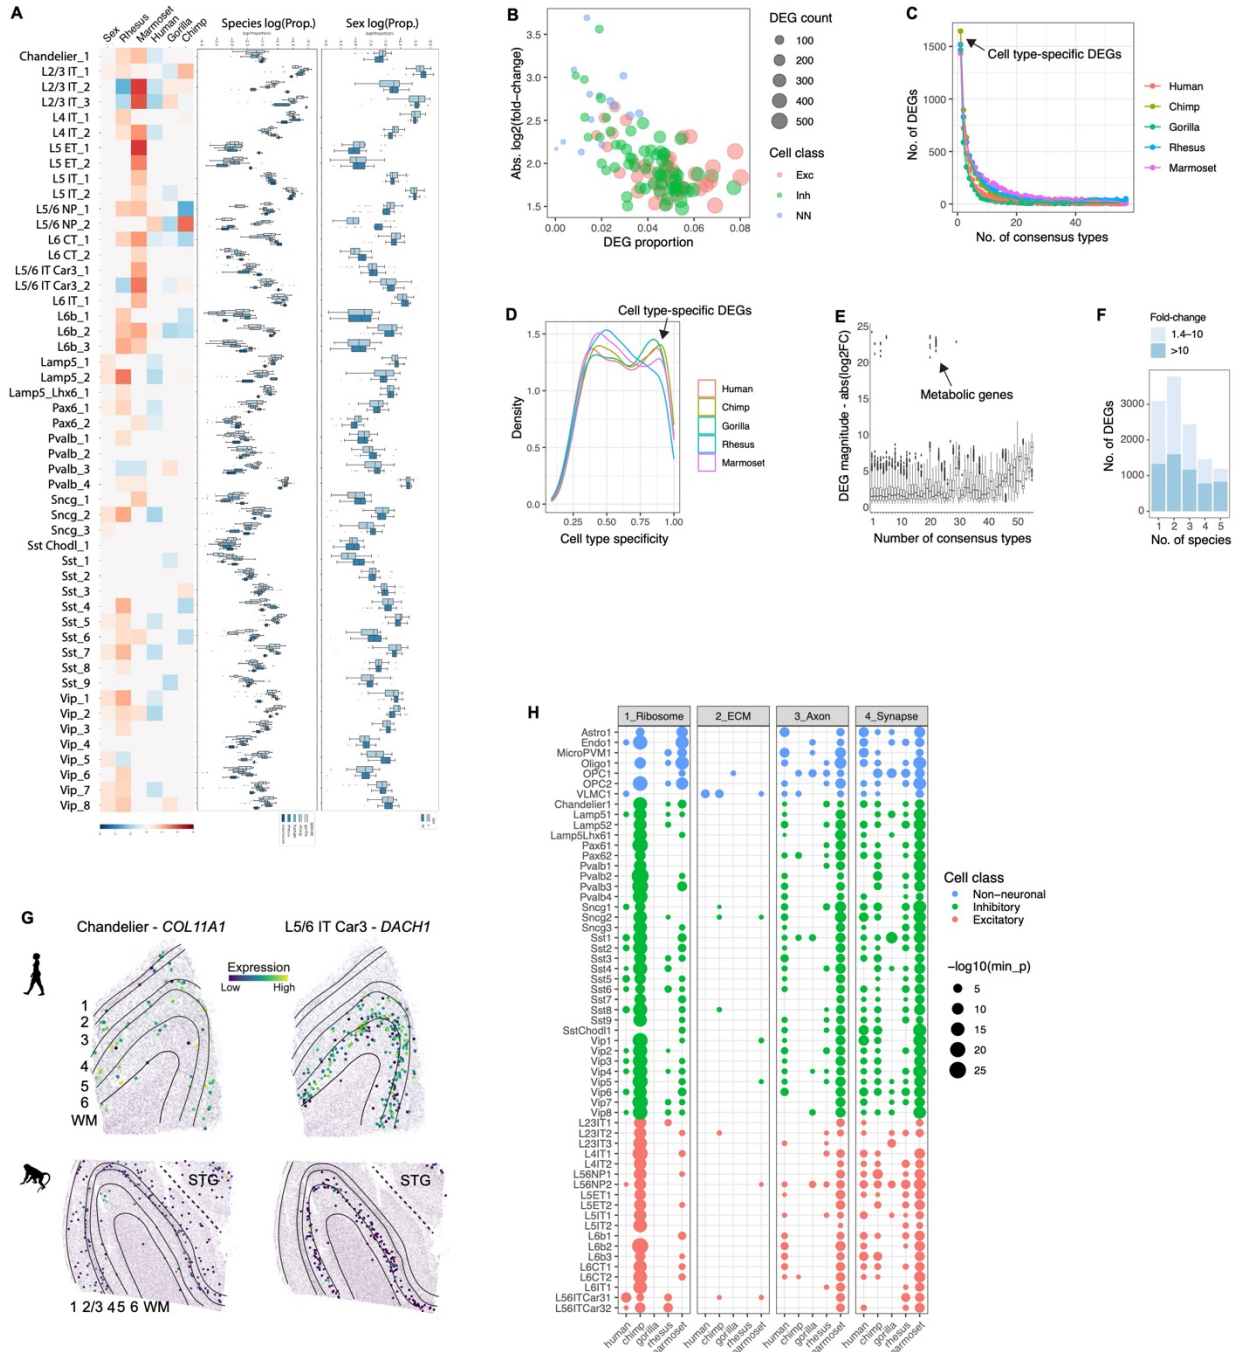 A
Sex
Rhesus
Marmoset
Human
Gorilla
Chimp
Species log(Prop.)
Sex log(Prop.)
Chandelier_1
L2/3 IT_1
L2/3 IT_2
L2/3 IT_3
L4 IT_1
L4 IT_2
L5 ET_1
L5 ET_2
L5 IT_1
L5 IT_2
L5/6 NP_1
L5/6 NP_2
L6 CT_1
L6 CT_2
L5/6 IT Car3_1
L5/6 IT Car3_2
L6 IT_1
L6b_1
L6b_2
L6b_3
Lamp5_1
Lamp5_2
Lamp5_Lhx6_1
Pax6_1
Pax6_2
Pvalb_1
Pvalb_2
Pvalb_3
Pvalb_4
Sncg_1
Sncg_2
Sncg_3
Sst Chodl_1
Sst_1
Sst_2
Sst_3
Sst_4
Sst_5
Sst_6
Sst_7
Sst_8
Sst_9
Vip_1
Vip_2
Vip_3
Vip_4
Vip_5
Vip_6
Vip_7
Vip_8
B
Abs. log2(fold−change)
3.5
3.0
2.5
2.0
1.5
0.00 0.02 0.04 0.06 0.08
DEG proportion
DEG count
100
200
300
400
500
Cell class
Exc
Inh
NN
C
No. of DEGs
1500
1000
500
0
0 20 40
No. of consensus types
Cell type-specific DEGs
Human
Chimp
Gorilla
Rhesus
Marmoset
D
Cell type-specific DEGs
Density
1.5
1.0
0.5
0.0
0.25 0.50 0.75 1.00
Cell type specificity
Human
Chimp
Gorilla
Rhesus
Marmoset
E
DEG magnitude - abs(log2FC)
25
20
15
10
5
0
1 10 20 30 40 50
Number of consensus types
Metabolic genes
F
Fold-change
1.4–10
>10
No. of DEGs
3000
2000
1000
0
1 2 3 4 5
No. of species
G
Chandelier - COL11A1
L5/6 IT Car3 - DACH1
Expression
Low High
1
2
3
4
5
6
WM
STG
STG
1 2/3 4 5 6 WM
H
1_Ribosome 2_ECM 3_Axon 4_Synapse
Astro1
Endo1
MicroPVM1
Oligo1
OPC1
OPC2
VLMC1
Chandelier1
Lamp51
Lamp52
Lamp5Lhx61
Pax61
Pax62
Pvalb1
Pvalb2
Pvalb3
Pvalb4
Sncg1
Sncg2
Sncg3
Sst1
Sst2
Sst3
Sst4
Sst5
Sst6
Sst7
Sst8
Sst9
SstChodl1
Vip1
Vip2
Vip3
Vip4
Vip5
Vip6
Vip7
Vip8
L23IT1
L23IT2
L23IT3
L4IT1
L4IT2
L56NP1
L56NP2
L5ET1
L5ET2
L5IT1
L5IT2
L6b1
L6b2
L6b3
L6CT1
L6CT2
L6IT1
L56ITCar31
L56ITCar32
human chimp gorilla rhesus marmoset
human chimp gorilla rhesus marmoset
human chimp gorilla rhesus marmoset
human chimp gorilla rhesus marmoset
Cell class
Non−neuronal
Inhibitory
Excitatory
−log10(min_p)
5
10
15
20
25